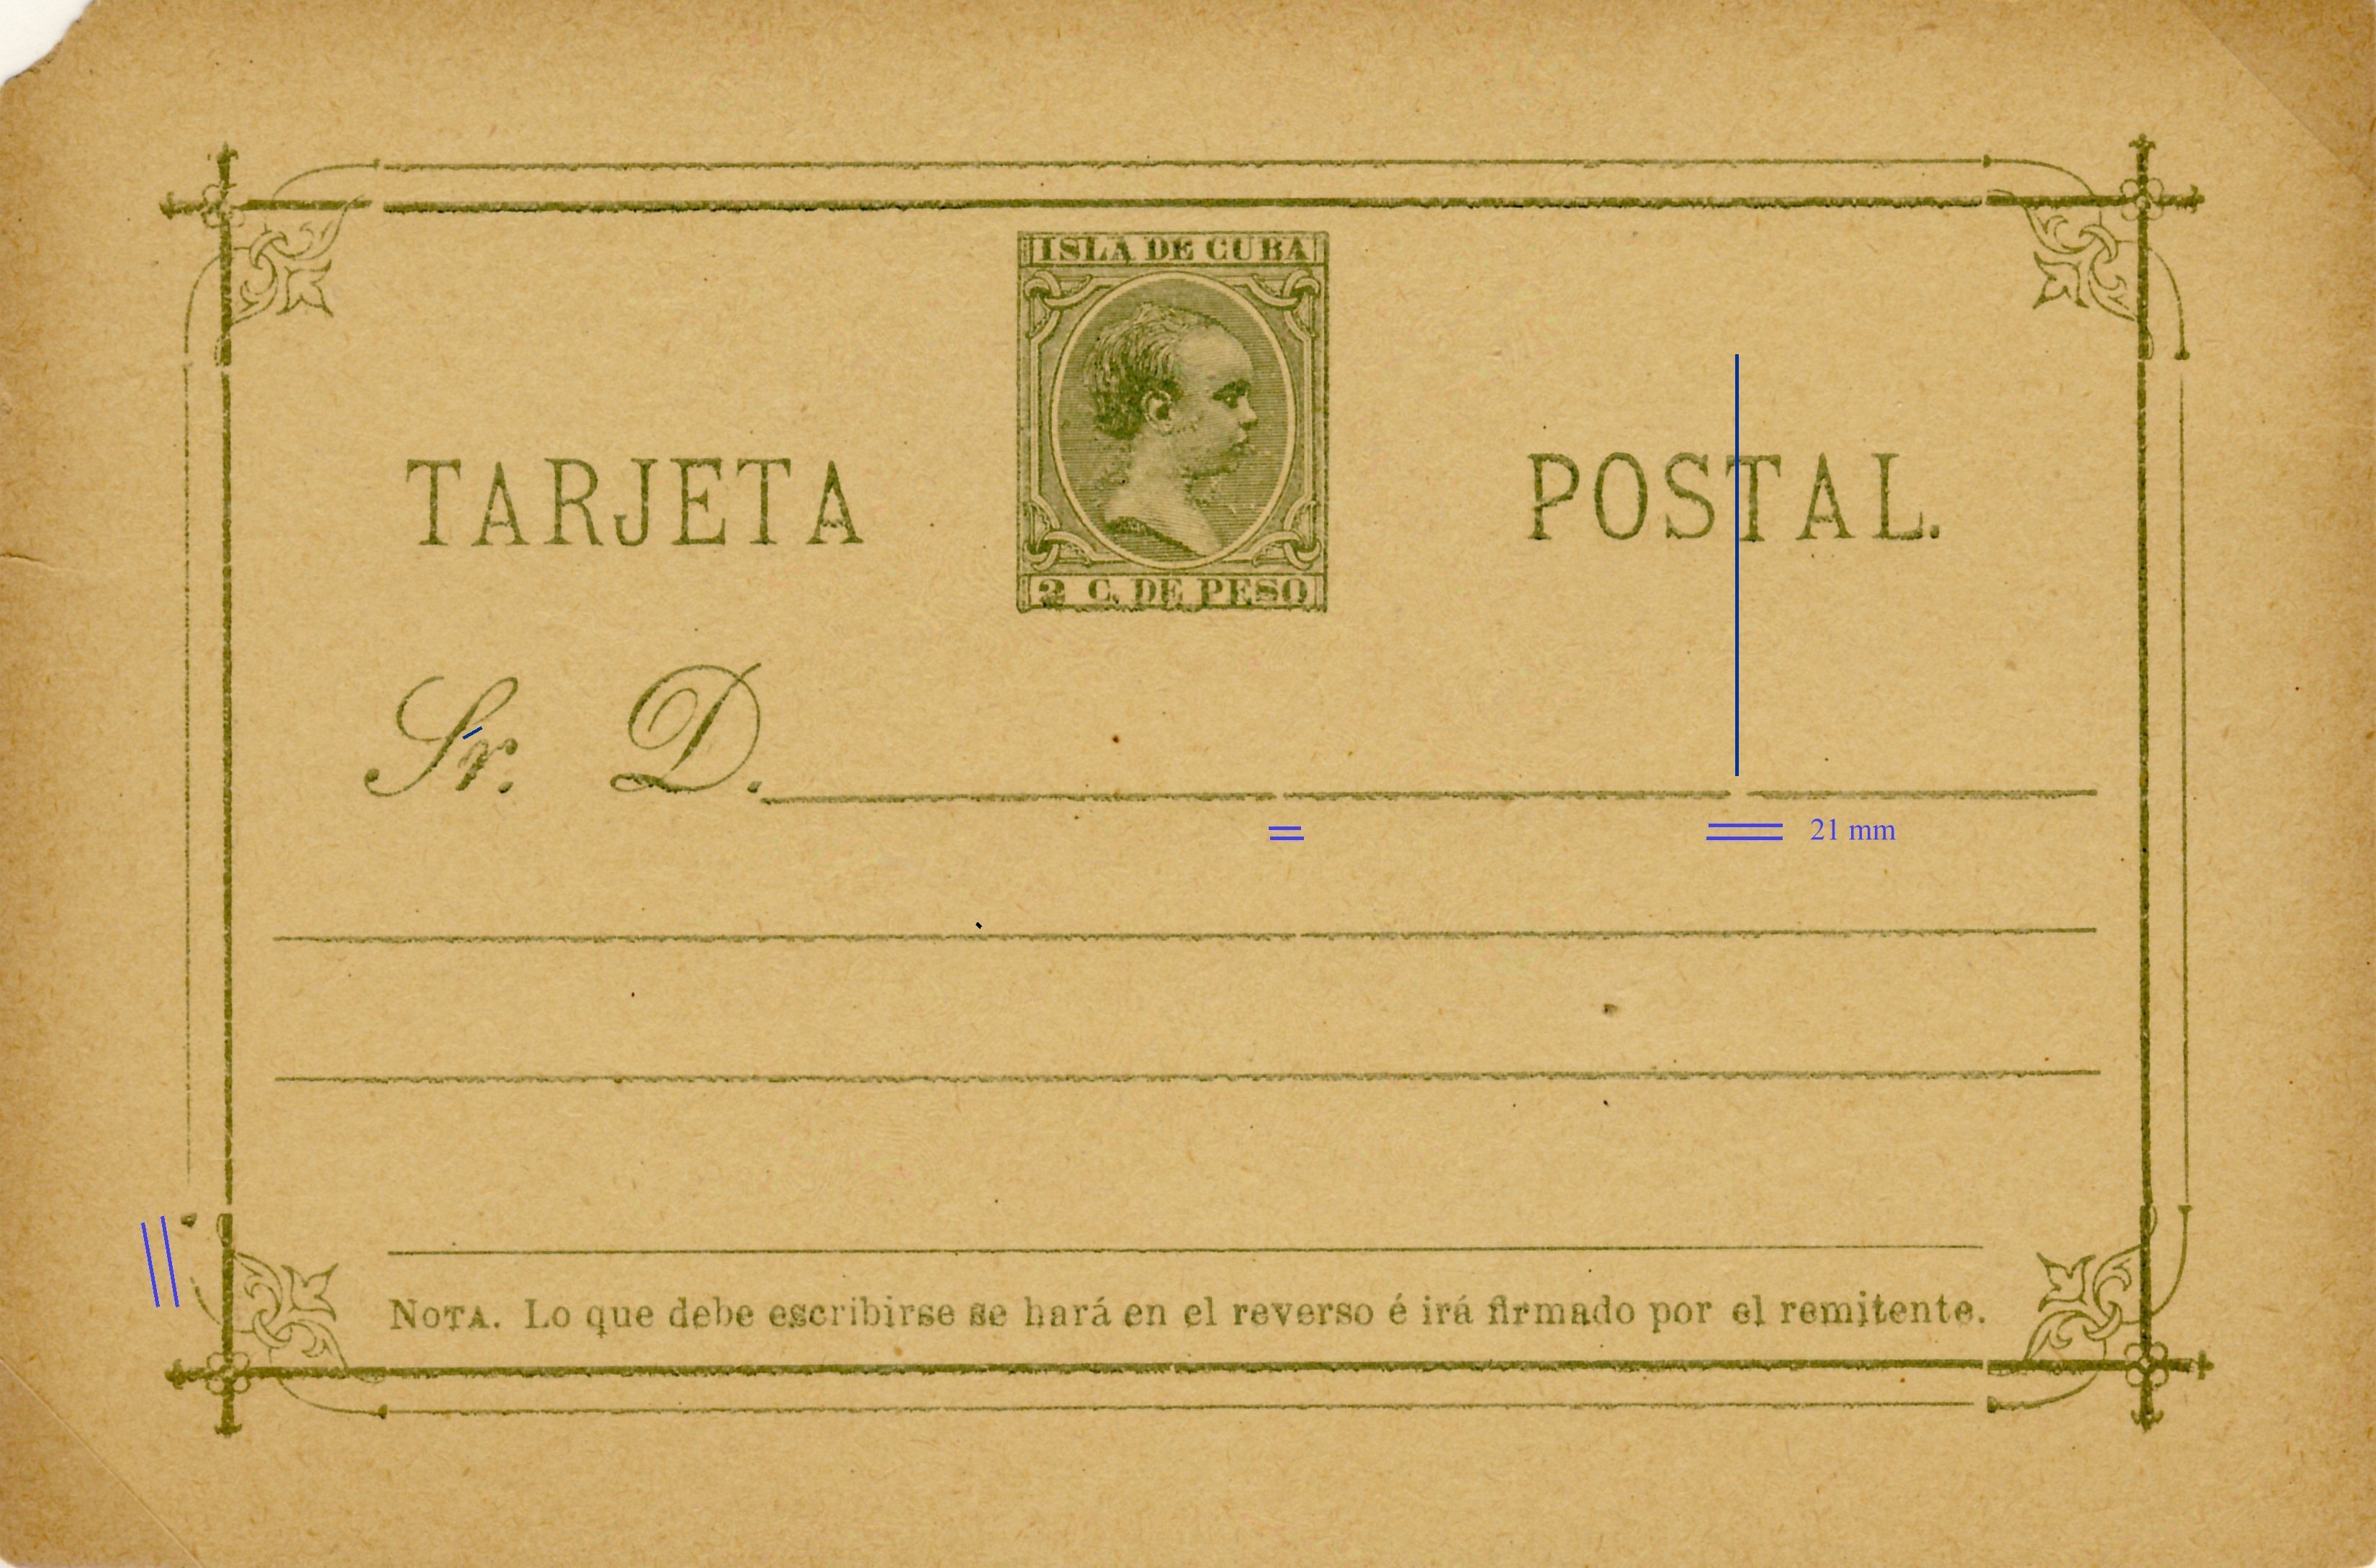 ISLA DE CUBA
TARJETA POSTAL.
2 C. DE PESO
Sr. D.
21 mm
NOTA. Lo que debe escribirse se hará en el reverso é irá firmado por el remitente.